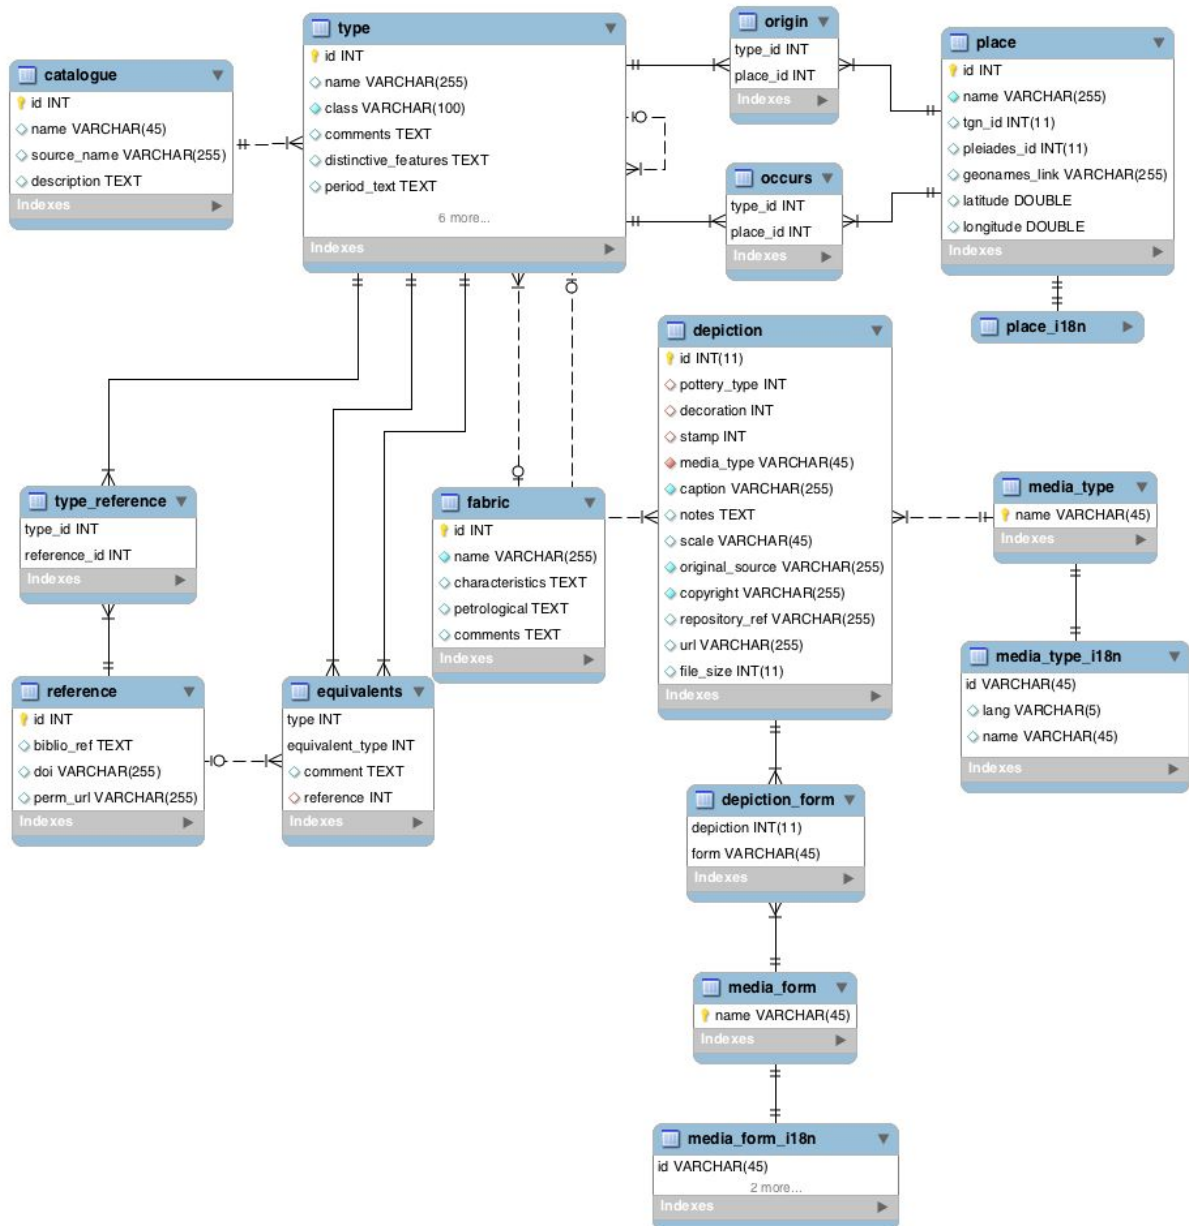 type
id INT
name VARCHAR(255)
class VARCHAR(100)
comments TEXT
distinctive_features TEXT
period_text TEXT
6 more...
Indexes
catalogue
id INT
name VARCHAR(45)
source_name VARCHAR(255)
description TEXT
Indexes
origin
type_id INT
place_id INT
Indexes
occurs
type_id INT
place_id INT
Indexes
place
id INT
name VARCHAR(255)
tgn_id INT(11)
pleiades_id INT(11)
geonames_link VARCHAR(255)
latitude DOUBLE
longitude DOUBLE
Indexes
place_i18n
depiction
id INT(11)
pottery_type INT
decoration INT
stamp INT
media_type VARCHAR(45)
caption VARCHAR(255)
notes TEXT
scale VARCHAR(45)
original_source VARCHAR(255)
copyright VARCHAR(255)
repository_ref VARCHAR(255)
url VARCHAR(255)
file_size INT(11)
Indexes
type_reference
type_id INT
reference_id INT
Indexes
fabric
id INT
name VARCHAR(255)
characteristics TEXT
petrological TEXT
comments TEXT
Indexes
media_type
name VARCHAR(45)
Indexes
media_type_i18n
id VARCHAR(45)
lang VARCHAR(5)
name VARCHAR(45)
Indexes
reference
id INT
biblio_ref TEXT
doi VARCHAR(255)
perm_url VARCHAR(255)
Indexes
equivalents
type INT
equivalent_type INT
comment TEXT
reference INT
Indexes
depiction_form
depiction INT(11)
form VARCHAR(45)
Indexes
media_form
name VARCHAR(45)
Indexes
media_form_i18n
id VARCHAR(45)
2 more...
Indexes